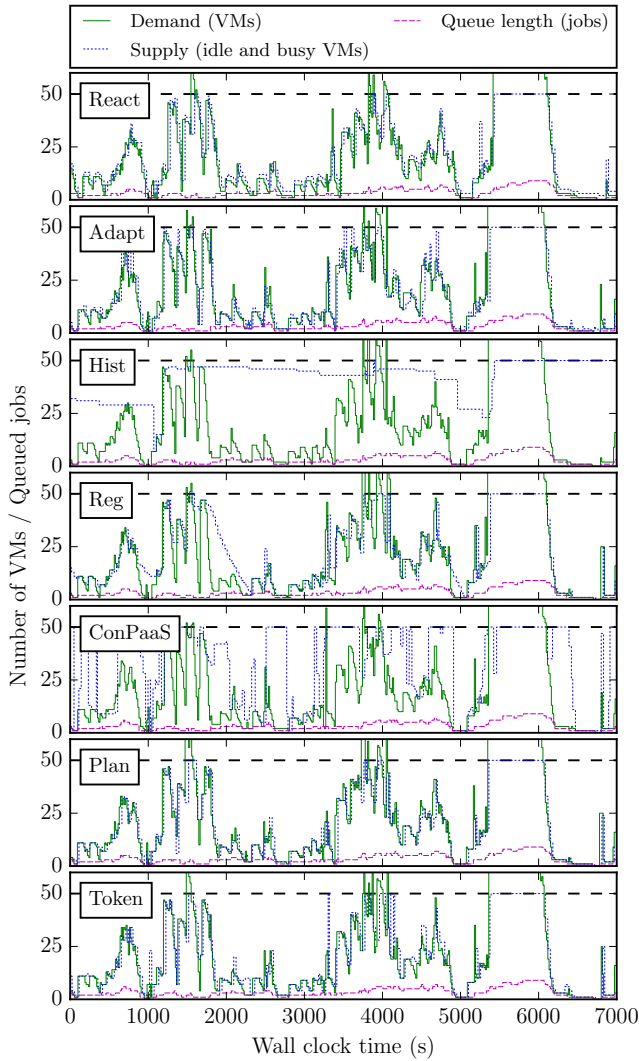 Demand (VMs)
Queue length (jobs)
Supply (idle and busy VMs)
Number of VMs / Queued jobs
50
25
0
React
50
25
0
Adapt
50
25
0
Hist
50
25
0
Reg
50
25
0
ConPaaS
50
25
0
Plan
50
25
0
Token
0 1000 2000 3000 4000 5000 6000 7000
Wall clock time (s)